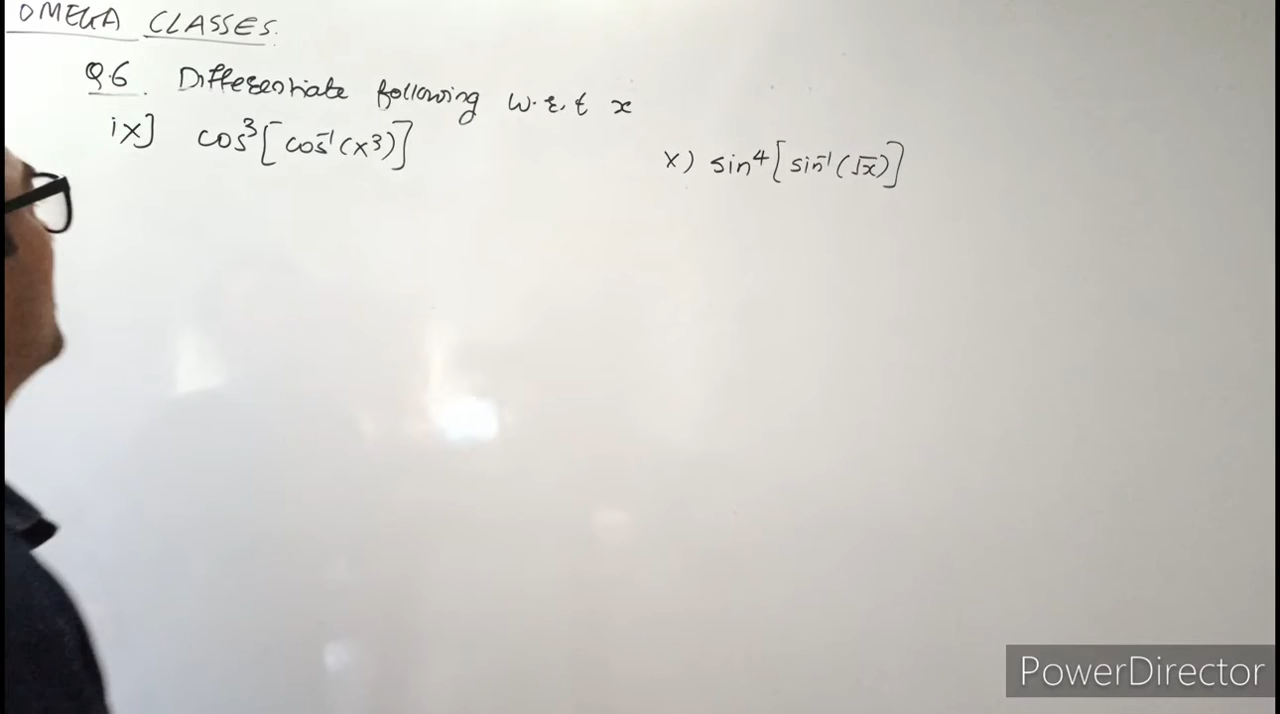 OMEGA CLASSES.
Q.6. Differentiate following w.r.t x
ix] cos³[cos⁻¹(x³)]
x) sin⁴[sin⁻¹(√x)]
PowerDirector